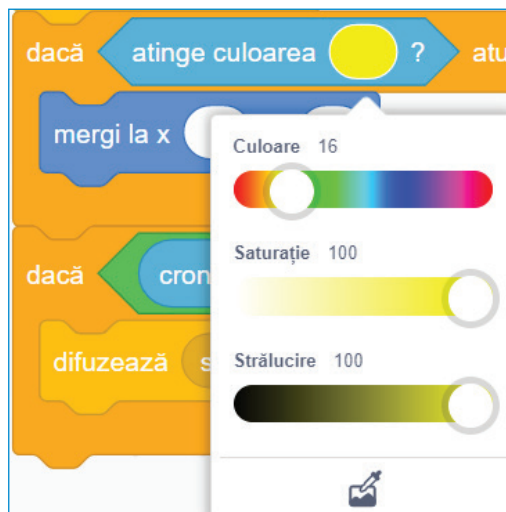 dacă atinge culoarea ? atu
mergi la x
Culoare 16
Saturație 100
dacă cron
difuzează s
Strălucire 100